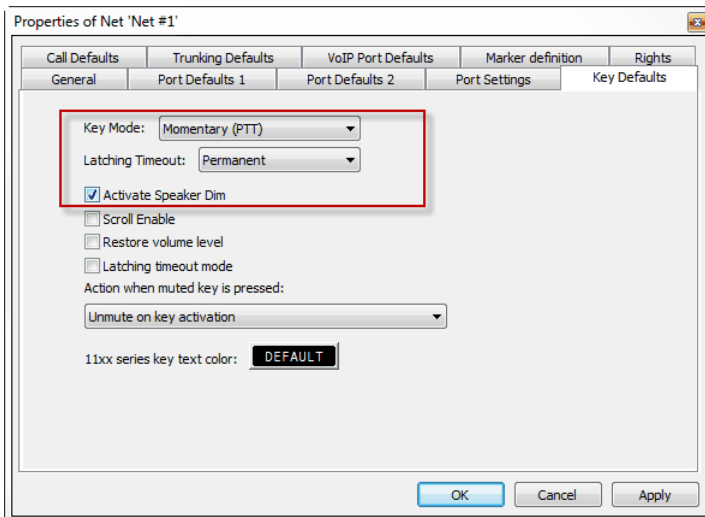 Properties of Net 'Net #1'
Call Defaults Trunking Defaults VoIP Port Defaults Marker definition Rights
General Port Defaults 1 Port Defaults 2 Port Settings Key Defaults
Key Mode: Momentary (PTT)
Latching Timeout: Permanent
Activate Speaker Dim
Scroll Enable
Restore volume level
Latching timeout mode
Action when muted key is pressed:
Unmute on key activation
11xx series key text color: DEFAULT
OK Cancel Apply